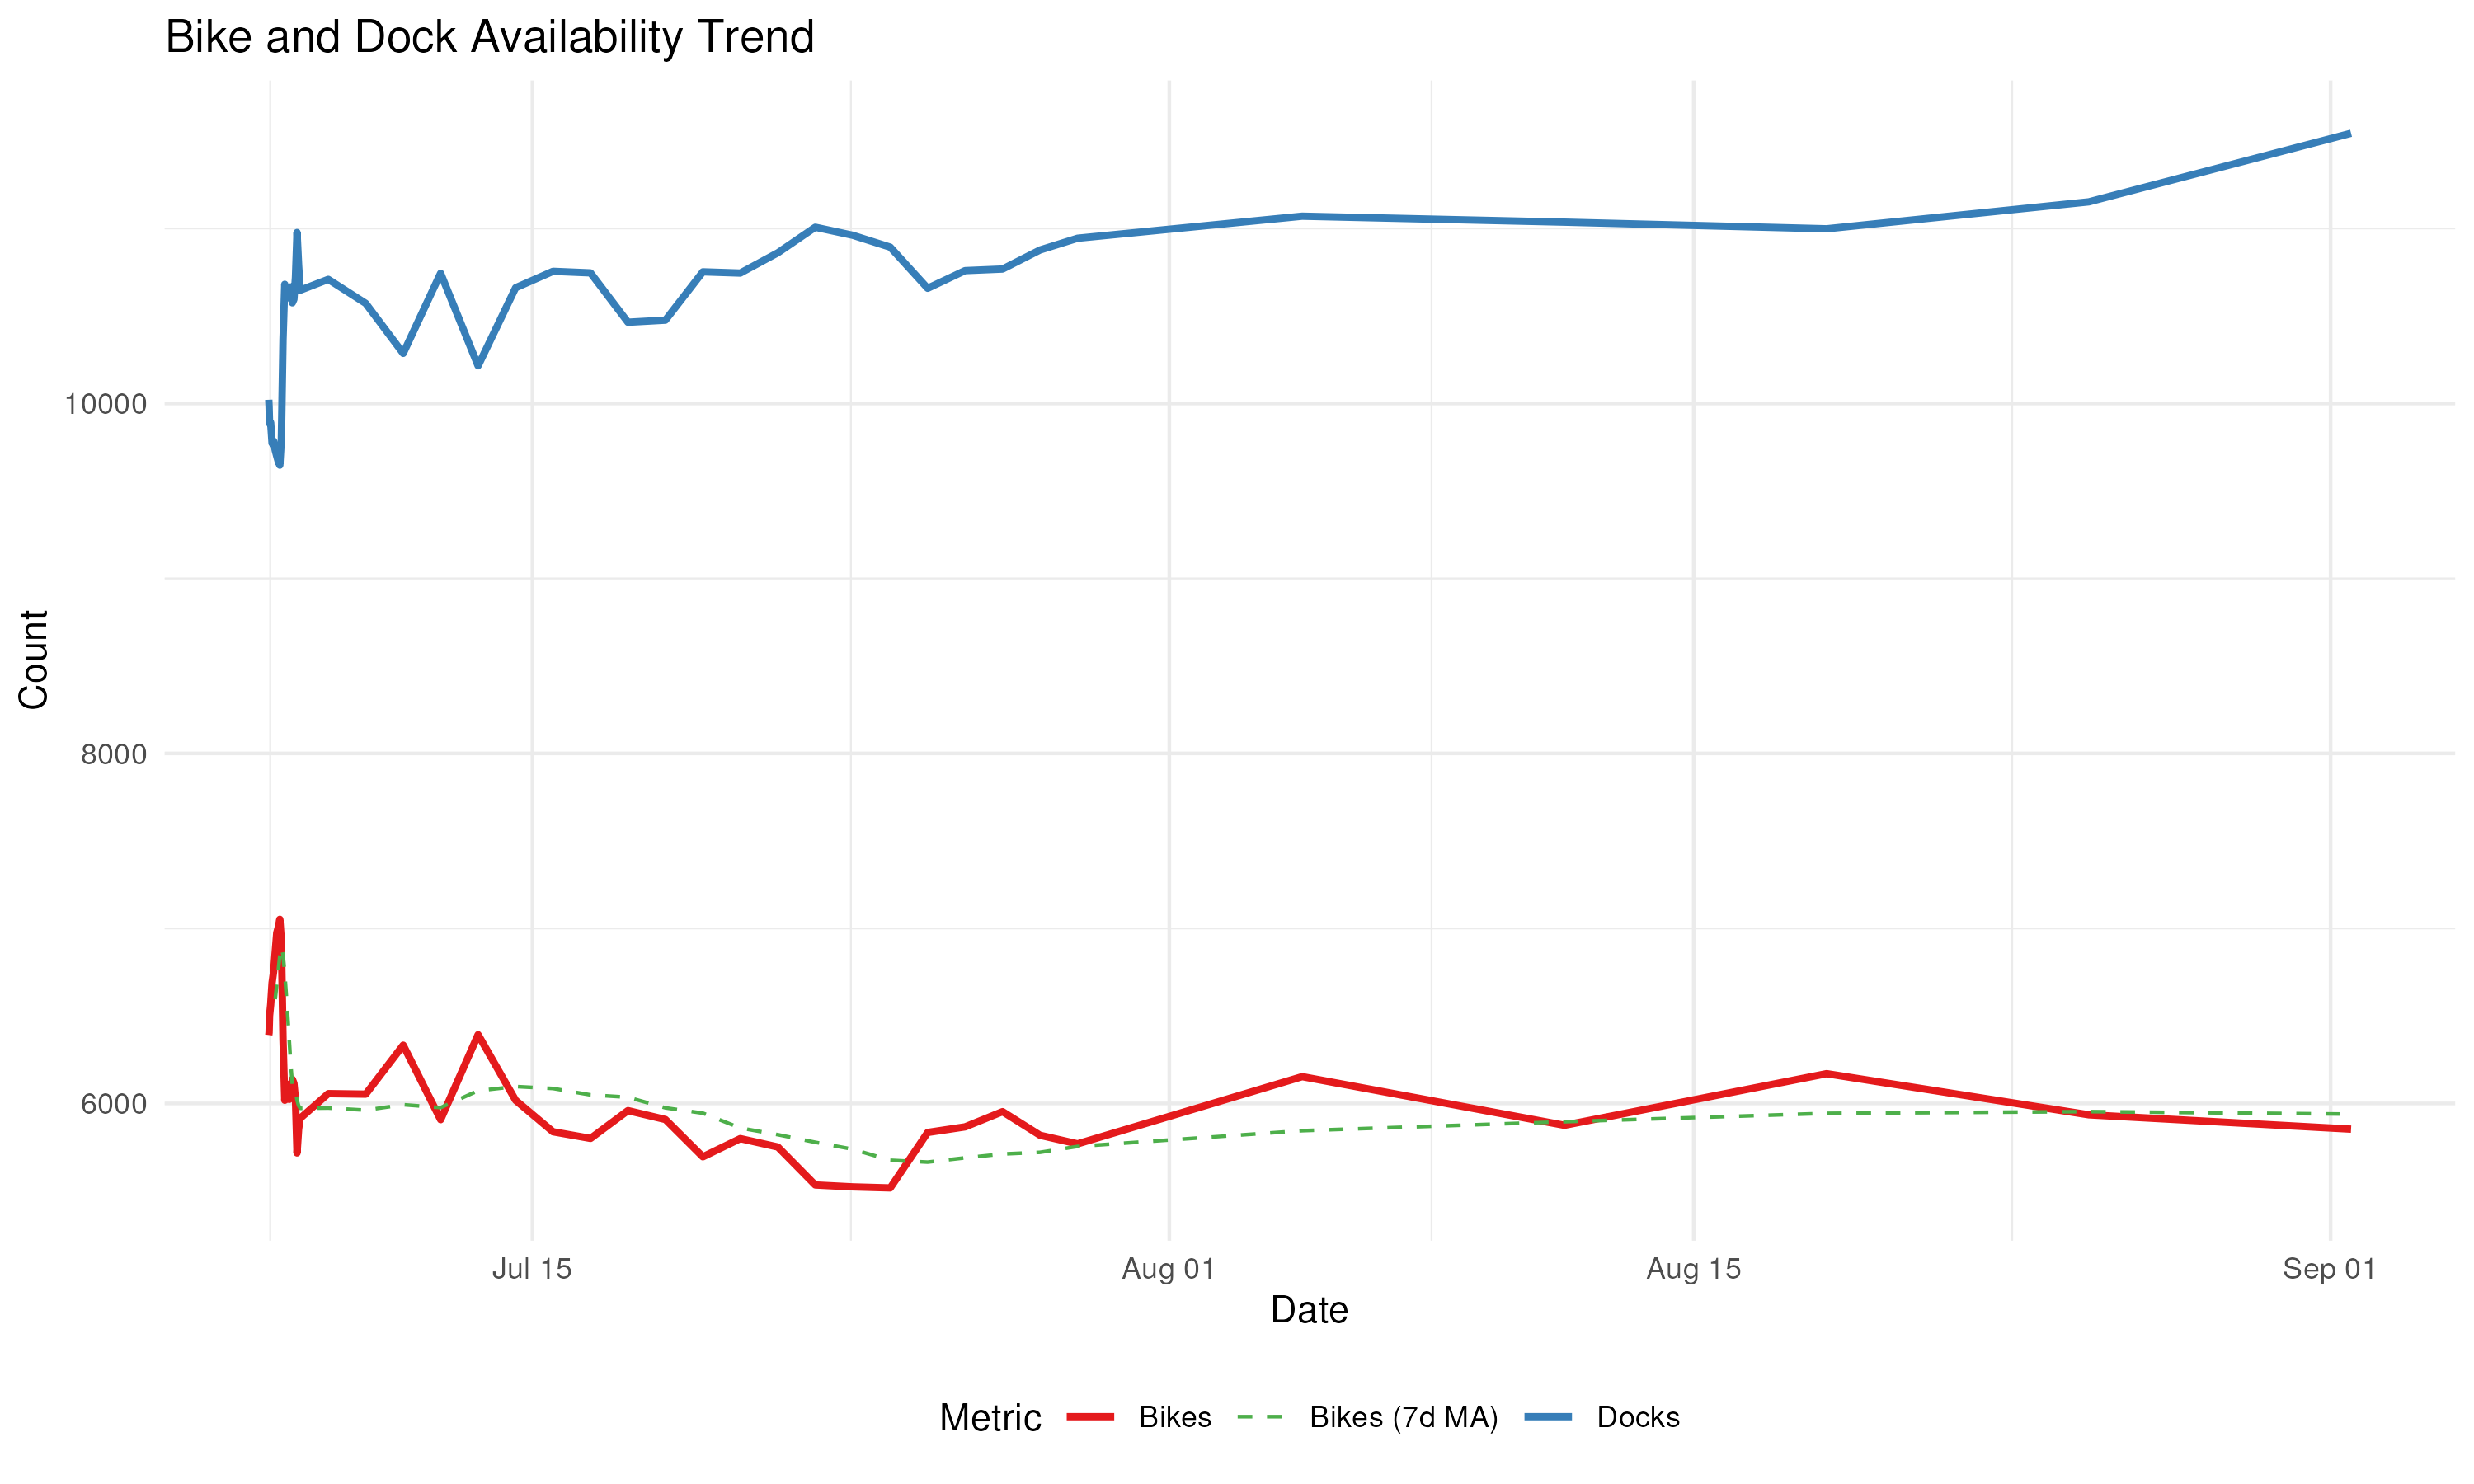 Bike and Dock Availability Trend
Count
10000
8000
6000
Jul 15
Aug 01
Aug 15
Sep 01
Date
Metric
Bikes
Bikes (7d MA)
Docks